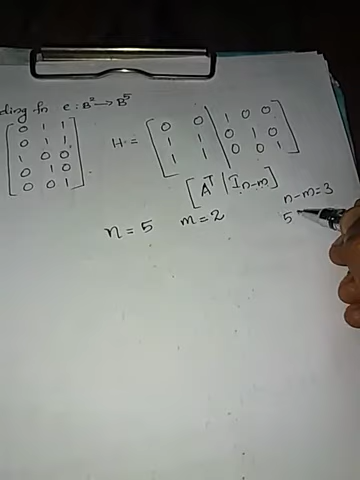 ding fn e : B² → B⁵
[0 1 1
0 1 1
1 0 0
0 1 0
0 0 1].
H = [0 0 | 1 0 0
1 1 | 0 1 0
1 1 | 0 0 1]
[Aᵀ | Iₙ₋ₘ]
n = 5 m = 2
n-m = 3
5-